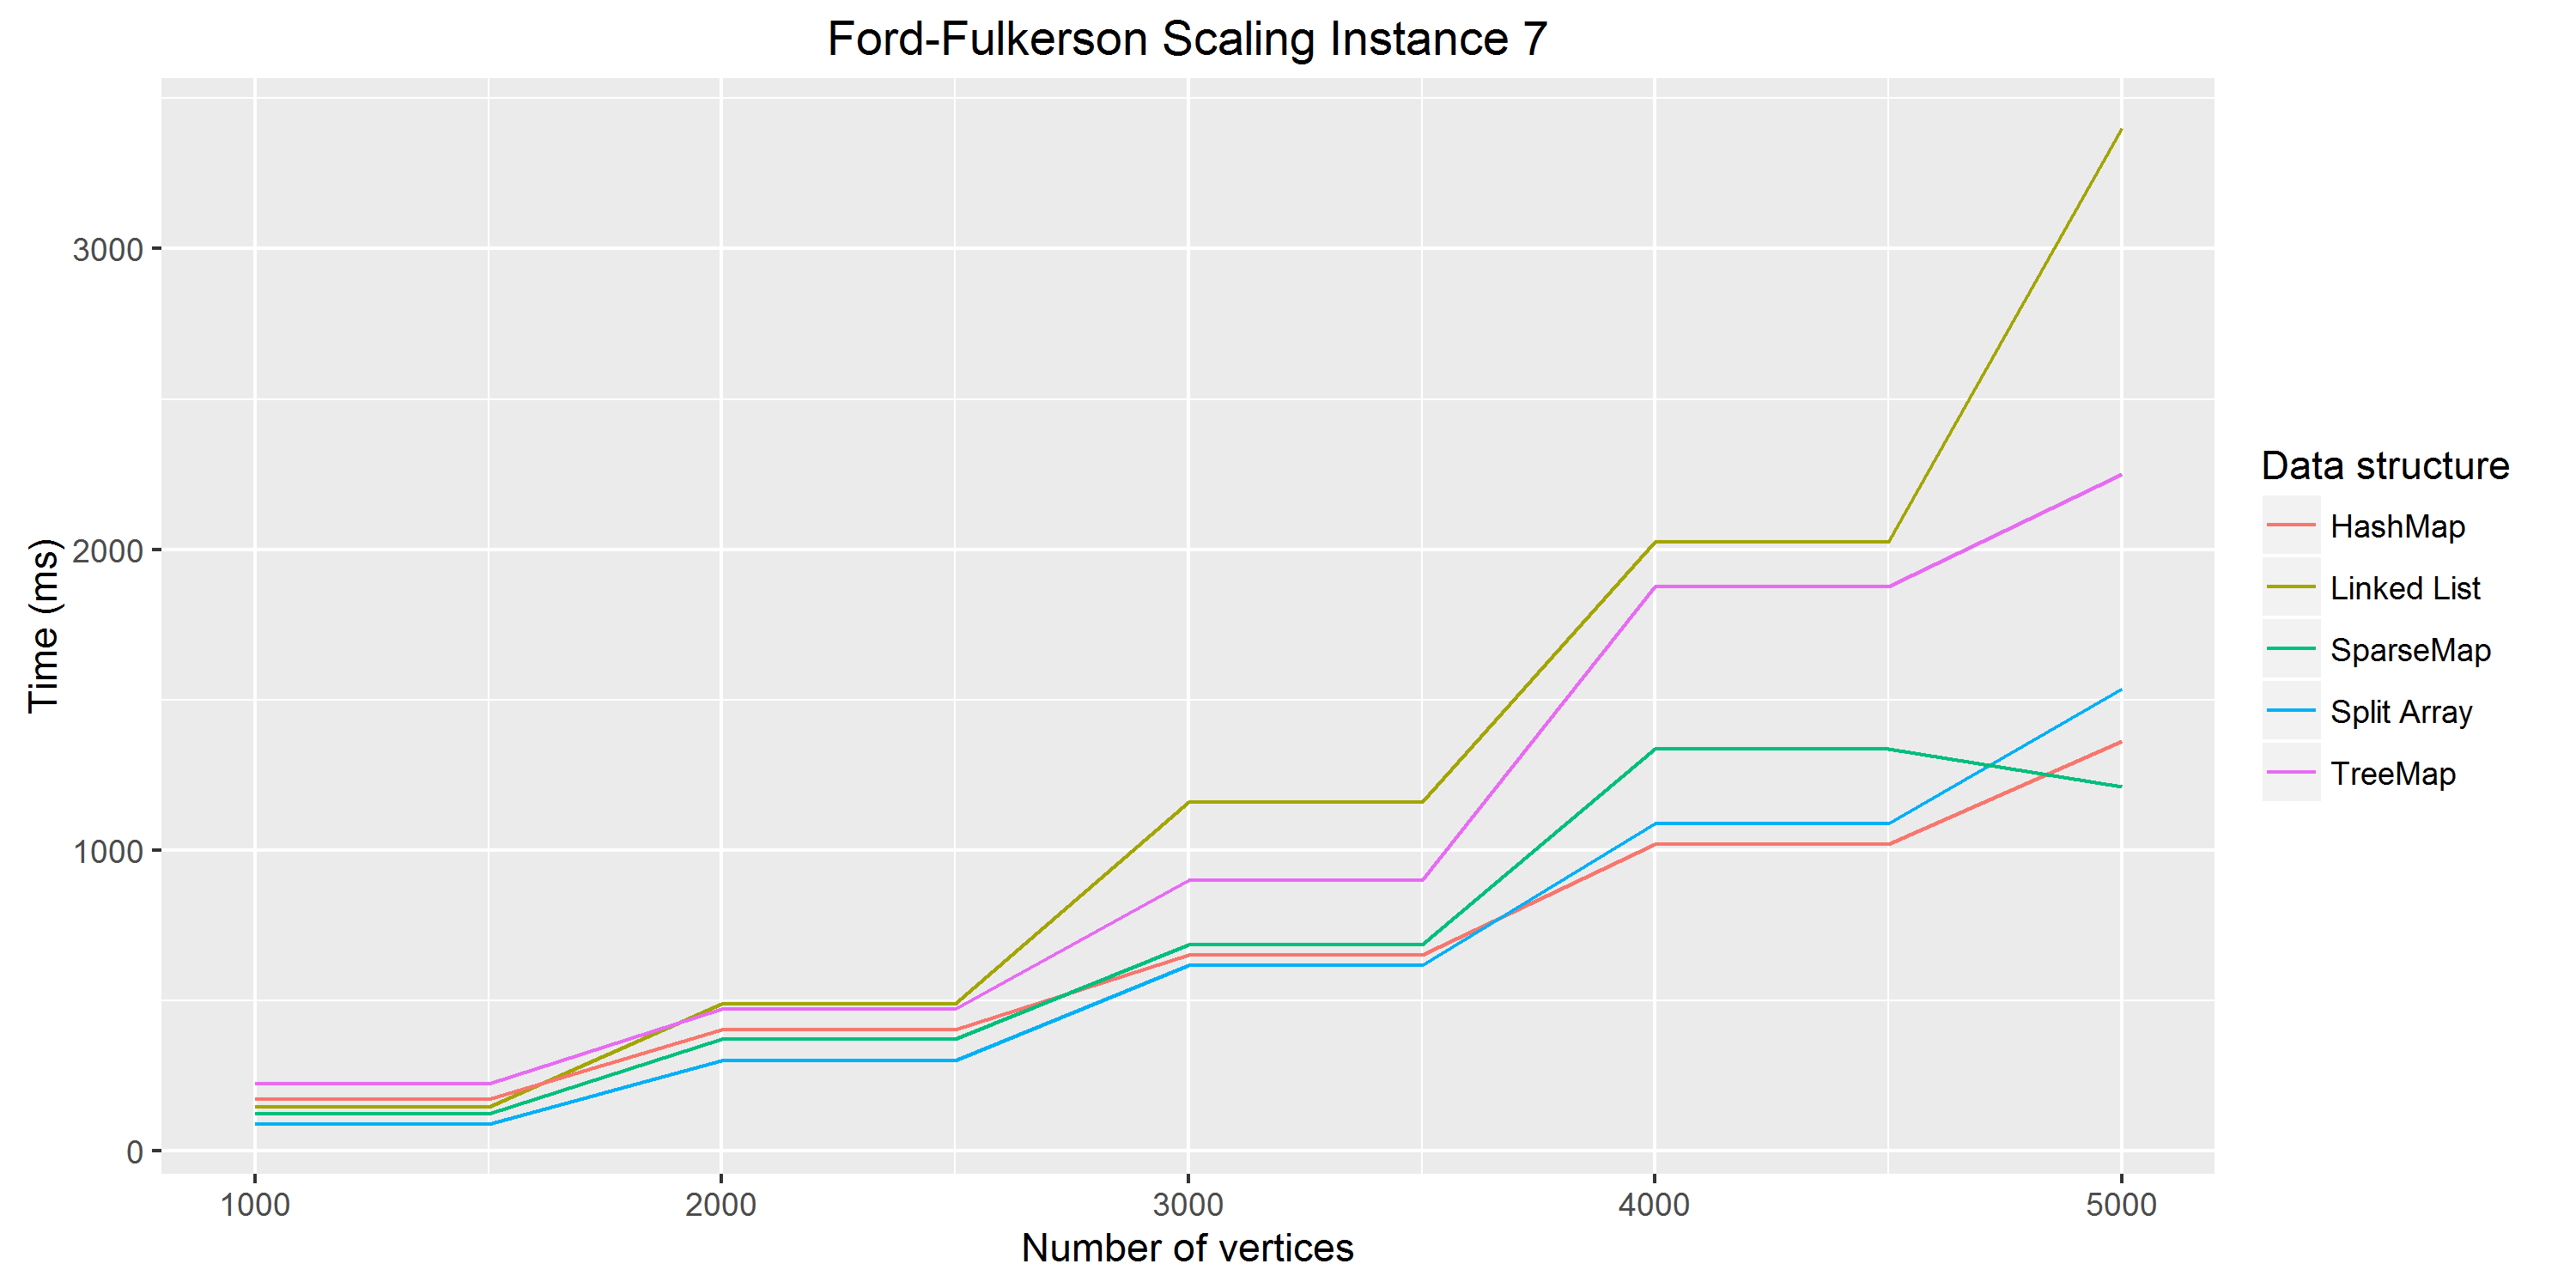 Ford-Fulkerson Scaling Instance 7
3000
2000
1000
0
Time (ms)
1000 2000 3000 4000 5000
Number of vertices
Data structure
HashMap
Linked List
SparseMap
Split Array
TreeMap